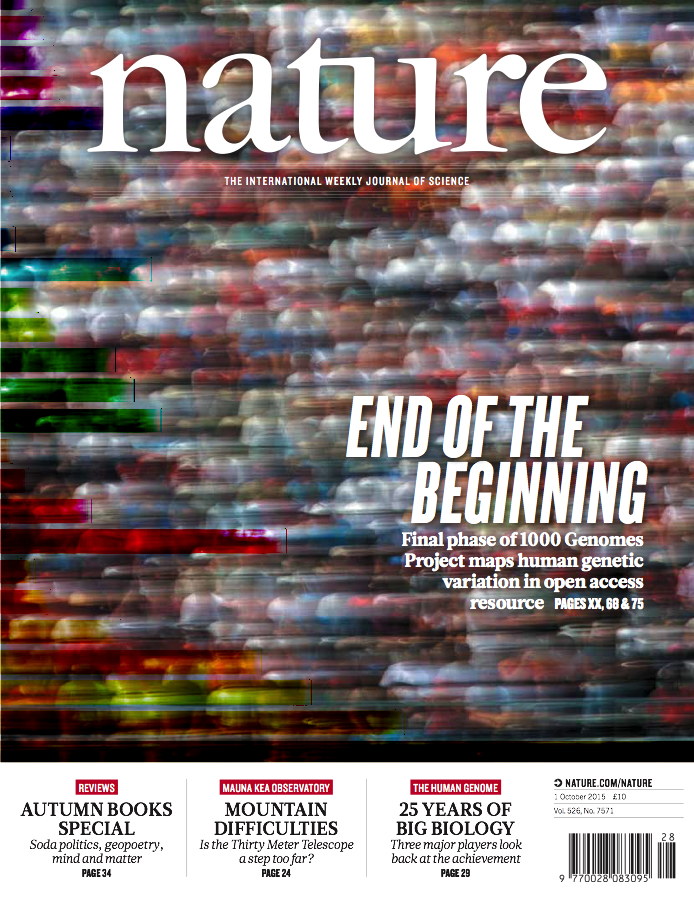 nature
THE INTERNATIONAL WEEKLY JOURNAL OF SCIENCE
END OF THE
BEGINNING
Final phase of 1000 Genomes
Project maps human genetic
variation in open access
resource PAGES XX, 68 & 75
REVIEWS
AUTUMN BOOKS
SPECIAL
Soda politics, geopoetry,
mind and matter
PAGE 34
MAUNA KEA OBSERVATORY
MOUNTAIN
DIFFICULTIES
Is the Thirty Meter Telescope
a step too far?
PAGE 24
THE HUMAN GENOME
25 YEARS OF
BIG BIOLOGY
Three major players look
back at the achievement
PAGE 29
NATURE.COM/NATURE
1 October 2015 £10
Vol. 526, No. 7571
2 8
9 770028 083095